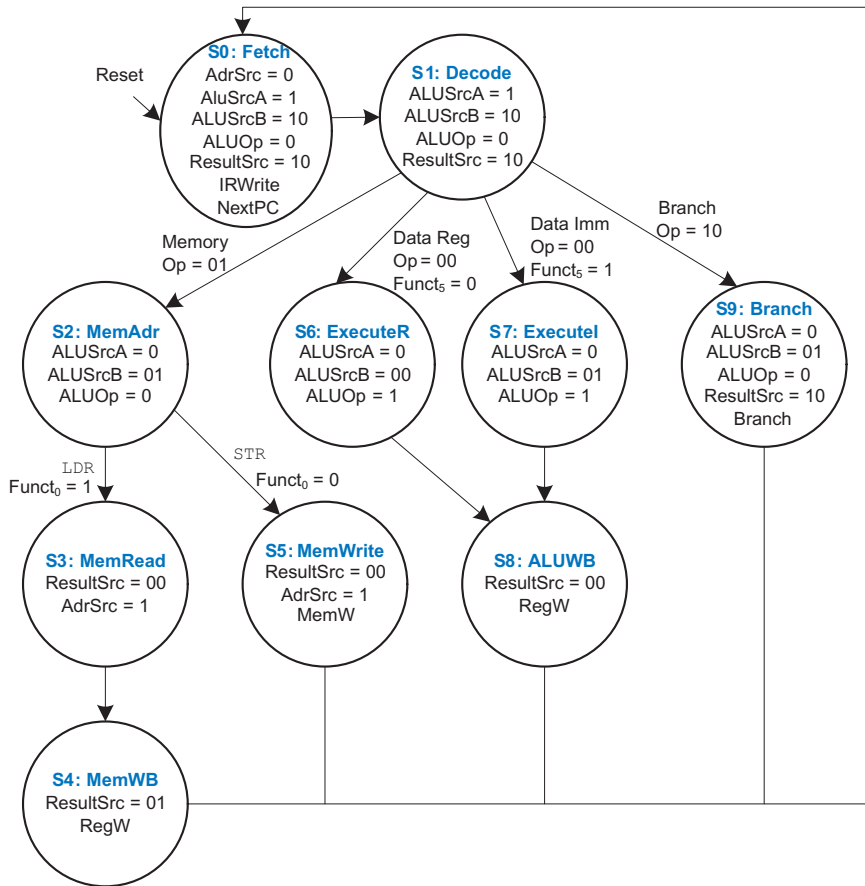 S0: Fetch
AdrSrc = 0
AluSrcA = 1
ALUSrcB = 10
ALUOp = 0
ResultSrc = 10
IRWrite
NextPC
Reset
S1: Decode
ALUSrcA = 1
ALUSrcB = 10
ALUOp = 0
ResultSrc = 10
Memory
Op = 01
Data Reg
Op = 00
Funct₅ = 0
Data Imm
Op = 00
Funct₅ = 1
Branch
Op = 10
S2: MemAdr
ALUSrcA = 0
ALUSrcB = 01
ALUOp = 0
S6: ExecuteR
ALUSrcA = 0
ALUSrcB = 00
ALUOp = 1
S7: ExecuteI
ALUSrcA = 0
ALUSrcB = 01
ALUOp = 1
S9: Branch
ALUSrcA = 0
ALUSrcB = 01
ALUOp = 0
ResultSrc = 10
Branch
LDR
Funct₀ = 1
STR
Funct₀ = 0
S3: MemRead
ResultSrc = 00
AdrSrc = 1
S5: MemWrite
ResultSrc = 00
AdrSrc = 1
MemW
S8: ALUWB
ResultSrc = 00
RegW
S4: MemWB
ResultSrc = 01
RegW